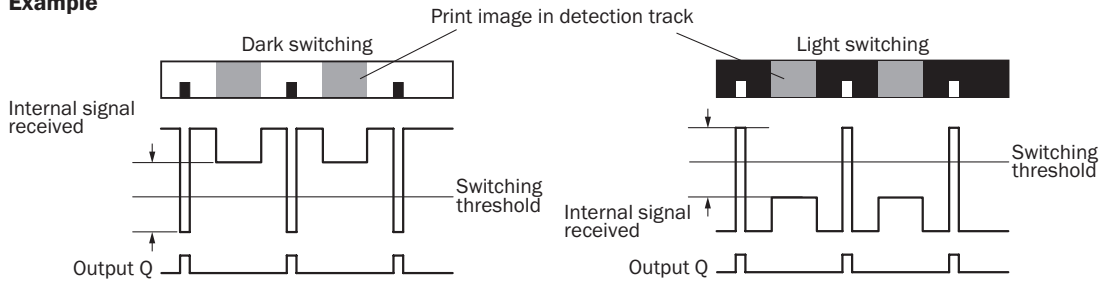 Example
Print image in detection track
Dark switching
Light switching
Internal signal
received
Switching
threshold
Output Q
Switching
threshold
Internal signal
received
Output Q